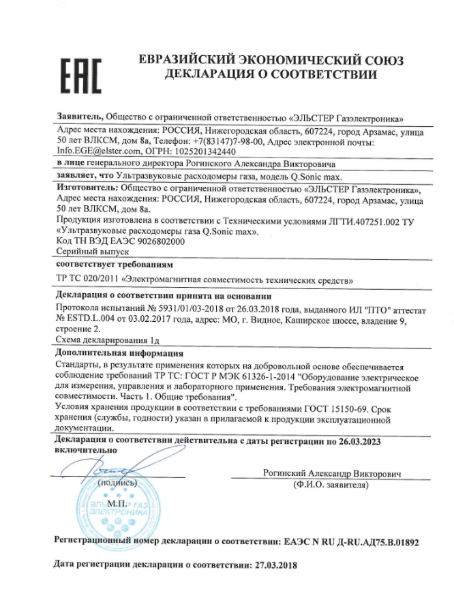 EAC
ЕВРАЗИЙСКИЙ ЭКОНОМИЧЕСКИЙ СОЮЗ
ДЕКЛАРАЦИЯ О СООТВЕТСТВИИ
Заявитель, Общество с ограниченной ответственностью «ЭЛЬСТЕР Газэлектроника»
Адрес места нахождения: РОССИЯ, Нижегородская область, 607224, город Арзамас, улица
50 лет ВЛКСМ, дом 8а, Телефон: +7(83147)7-98-00, Адрес электронной почты:
Info.EGE@elster.com, ОГРН: 1025201342440
в лице генерального директора Рогинского Александра Викторовича
заявляет, что Ультразвуковые расходомеры газа, модель Q.Sonic max.
Изготовитель: Общество с ограниченной ответственностью «ЭЛЬСТЕР Газэлектроника»,
Адрес места нахождения: РОССИЯ, Нижегородская область, 607224, город Арзамас, улица
50 лет ВЛКСМ, дом 8а.
Продукция изготовлена в соответствии с Техническими условиями ЛГТИ.407251.002 ТУ
«Ультразвуковые расходомеры газа Q.Sonic max».
Код ТН ВЭД ЕАЭС 9026802000
Серийный выпуск
соответствует требованиям
ТР ТС 020/2011 «Электромагнитная совместимость технических средств»
Декларация о соответствии принята на основании
Протокола испытаний № 5931/01/03-2018 от 26.03.2018 года, выданного ИЛ "ПТО" аттестат
№ ESTD.L.004 от 03.02.2017 года, адрес: МО, г. Видное, Каширское шоссе, владение 9,
строение 2.
Схема декларирования 1д
Дополнительная информация
Стандарты, в результате применения которых на добровольной основе обеспечивается
соблюдение требований ТР ТС: ГОСТ Р МЭК 61326-1-2014 "Оборудование электрическое
для измерения, управления и лабораторного применения. Требования электромагнитной
совместимости. Часть 1. Общие требования".
Условия хранения продукции в соответствии с требованиями ГОСТ 15150-69. Срок
хранения (службы, годности) указан в прилагаемой к продукции эксплуатационной
документации.
Декларация о соответствии действительна с даты регистрации по 26.03.2023
включительно
Рогинский Александр Викторович
(подпись)
(Ф.И.О. заявителя)
М.П.
ЭЛЬСТЕР ГАЗ
ЭЛЕКТРОНИКА
Регистрационный номер декларации о соответствии: ЕАЭС N RU Д-RU.АД75.В.01892
Дата регистрации декларации о соответствии: 27.03.2018